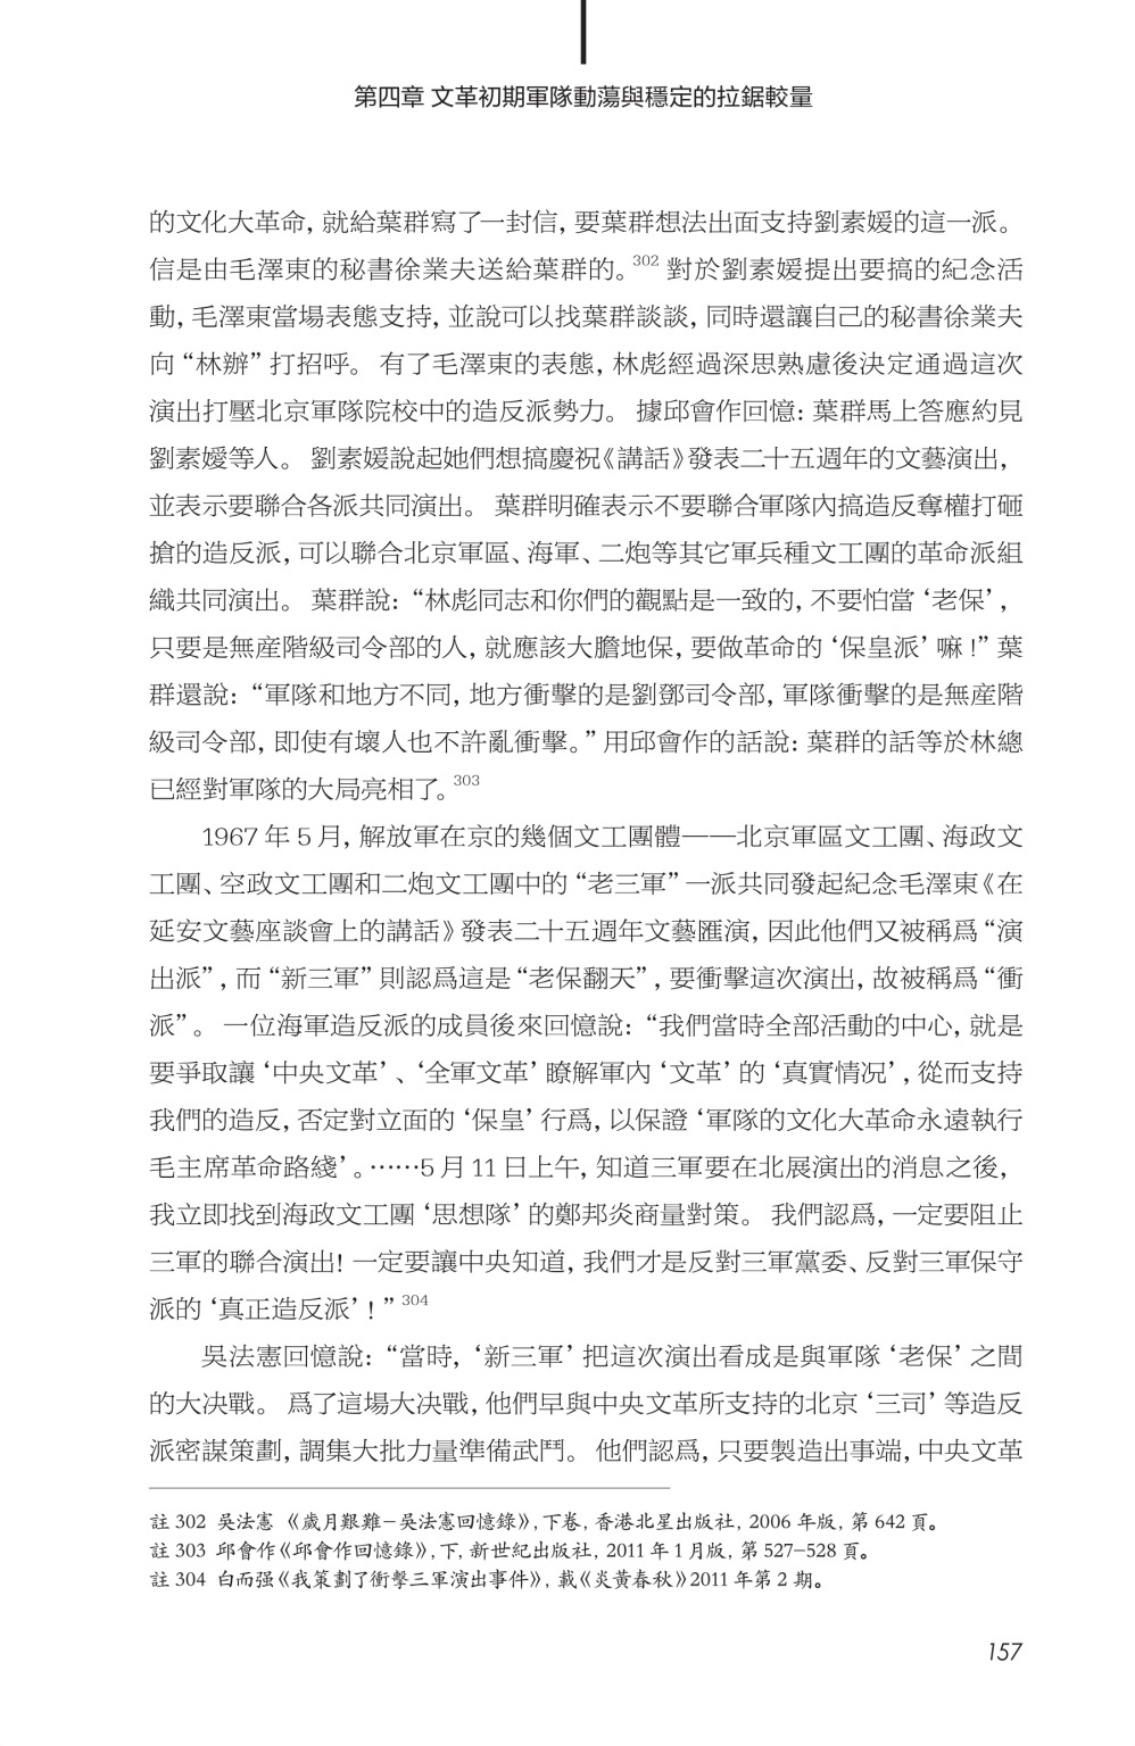 第四章 文革初期軍隊動蕩與穩定的拉鋸較量
的文化大革命，就給葉群寫了一封信，要葉群想法出面支持劉素媛的這一派。
信是由毛澤東的秘書徐業夫送給葉群的。302 對於劉素媛提出要搞的紀念活
動，毛澤東當場表態支持，並說可以找葉群談談，同時還讓自己的秘書徐業夫
向“林辦”打招呼。 有了毛澤東的表態，林彪經過深思熟慮後決定通過這次
演出打壓北京軍隊院校中的造反派勢力。 據邱會作回憶：葉群馬上答應約見
劉素嫒等人。 劉素媛說起她們想搞慶祝《講話》發表二十五週年的文藝演出，
並表示要聯合各派共同演出。 葉群明確表示不要聯合軍隊內搞造反奪權打砸
搶的造反派，可以聯合北京軍區、海軍、二炮等其它軍兵種文工團的革命派組
織共同演出。 葉群說：“林彪同志和你們的觀點是一致的，不要怕當‘老保’，
只要是無産階級司令部的人，就應該大膽地保，要做革命的‘保皇派’嘛！”葉
群還說：“軍隊和地方不同，地方衝擊的是劉鄧司令部，軍隊衝擊的是無産階
級司令部，即使有壞人也不許亂衝擊。”用邱會作的話說：葉群的話等於林總
已經對軍隊的大局亮相了。303
1967 年 5 月，解放軍在京的幾個文工團體——北京軍區文工團、海政文
工團、空政文工團和二炮文工團中的“老三軍”一派共同發起紀念毛澤東《在
延安文藝座談會上的講話》發表二十五週年文藝匯演，因此他們又被稱爲“演
出派”，而“新三軍”則認爲這是“老保翻天”，要衝擊這次演出，故被稱爲“衝
派”。 一位海軍造反派的成員後來回憶說：“我們當時全部活動的中心，就是
要爭取讓‘中央文革’、‘全軍文革’瞭解軍內‘文革’的‘真實情况’，從而支持
我們的造反，否定對立面的‘保皇’行爲，以保證‘軍隊的文化大革命永遠執行
毛主席革命路綫’。……5 月 11 日上午，知道三軍要在北展演出的消息之後，
我立即找到海政文工團‘思想隊’的鄭邦炎商量對策。 我們認爲，一定要阻止
三軍的聯合演出！一定要讓中央知道，我們才是反對三軍黨委、反對三軍保守
派的‘真正造反派’！”304
吳法憲回憶說：“當時，‘新三軍’把這次演出看成是與軍隊‘老保’之間
的大决戰。 爲了這場大决戰，他們早與中央文革所支持的北京‘三司’等造反
派密謀策劃，調集大批力量準備武鬥。 他們認爲，只要製造出事端，中央文革
註 302 吳法憲 《歲月艱難－吳法憲回憶錄》，下卷，香港北星出版社，2006 年版，第 642 頁。
註 303 邱會作《邱會作回憶錄》，下，新世紀出版社，2011 年 1 月版，第 527–528 頁。
註 304 白而强《我策劃了衝擊三軍演出事件》，載《炎黃春秋》2011 年第 2 期。
157